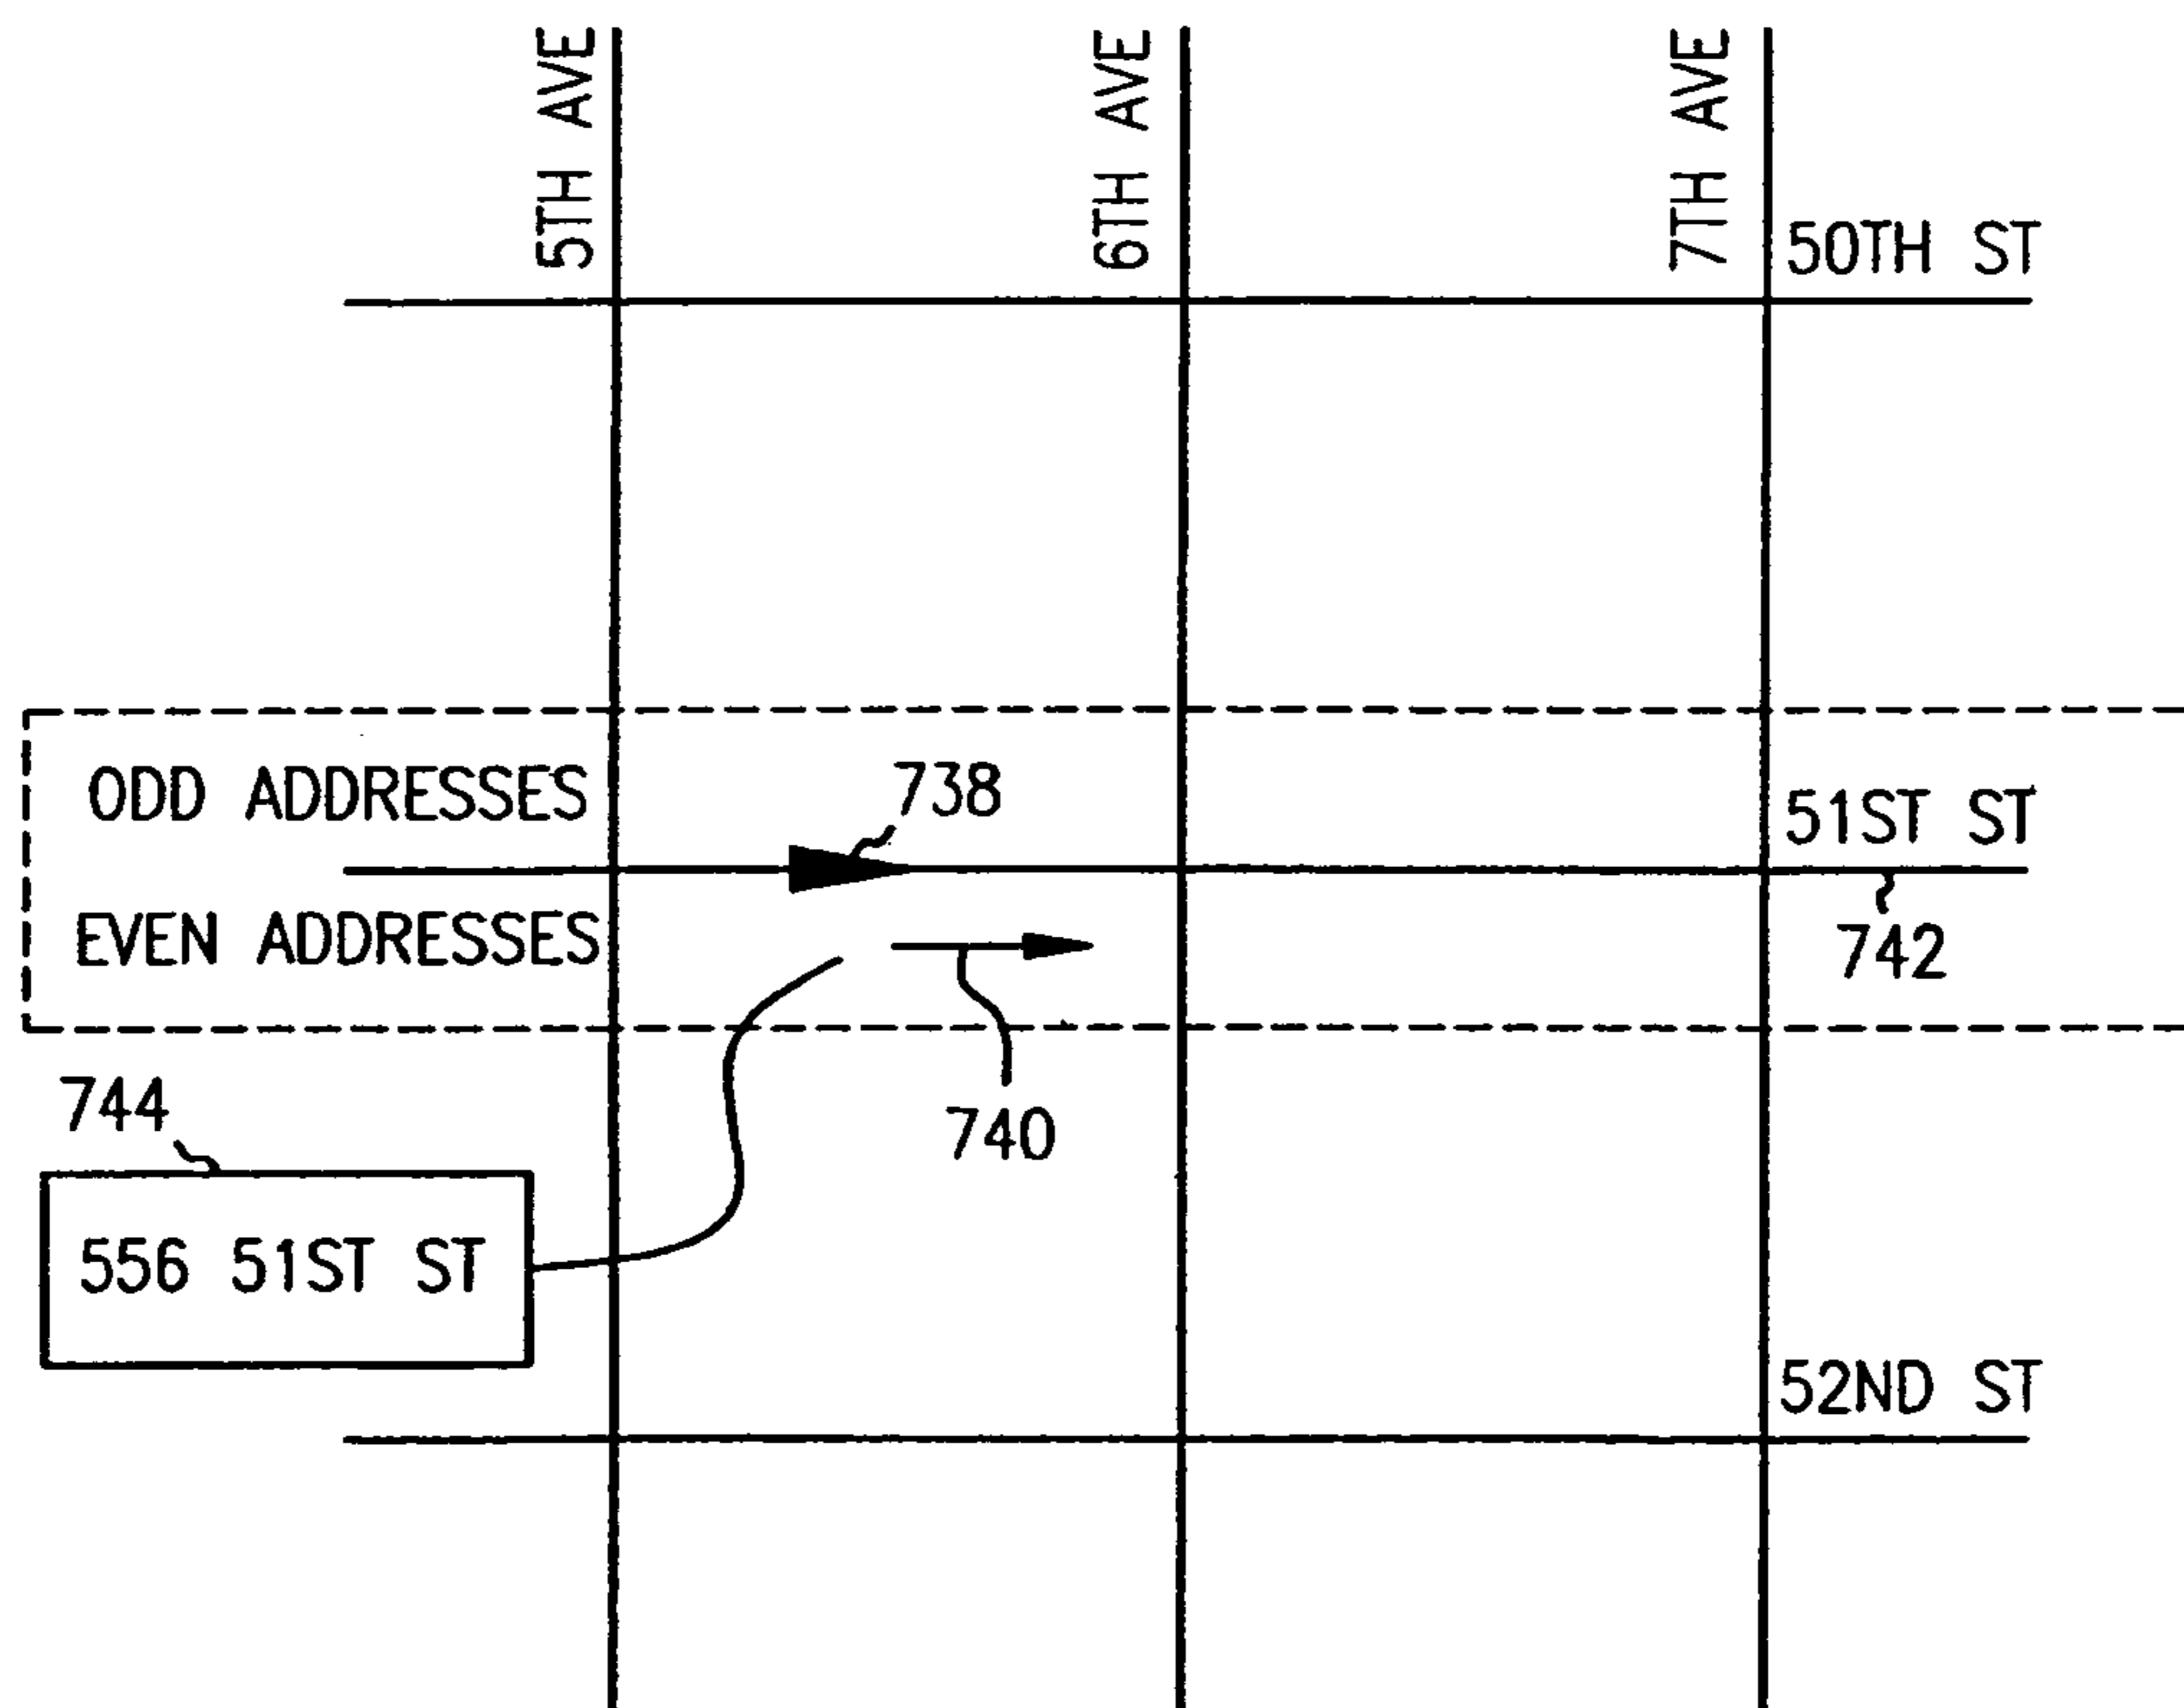 5TH AVE
6TH AVE
7TH AVE
50TH ST
ODD ADDRESSES
738
51ST ST
EVEN ADDRESSES
742
744
740
556 51ST ST
52ND ST